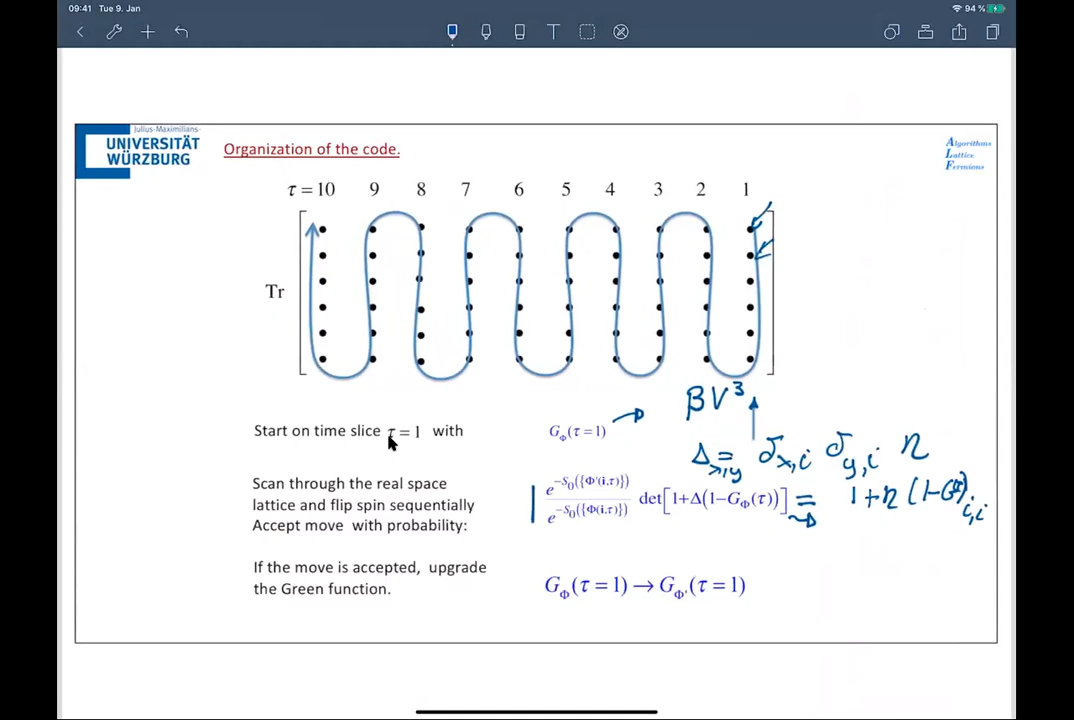 09:41 Tue 9. Jan
94 %
Julius-Maximilians-
UNIVERSITÄT
WÜRZBURG
Organization of the code.
Algorithms
Lattice
Fermions
τ = 10 9 8 7 6 5 4 3 2 1
Tr
βV³
Start on time slice τ = 1 with G_Φ(τ = 1)
Δ_{x,y} = δ_{x,i} δ_{y,i} η
Scan through the real space
lattice and flip spin sequentially
Accept move with probability:
e^{-S₀({Φ'(i,τ)})} / e^{-S₀({Φ(i,τ)})} det[1+Δ(1−G_Φ(τ))] = 1+η(1−G)_{i,i}
If the move is accepted, upgrade
the Green function.
G_Φ(τ = 1) → G_Φ'(τ = 1)